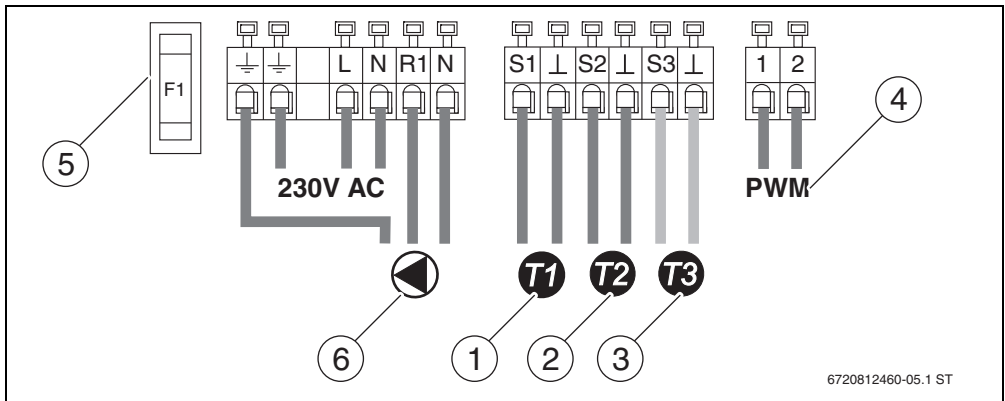 F1
L N R1 N
S1 ⊥ S2 ⊥ S3 ⊥
1 2
5
4
230V AC
PWM
T1 T2 T3
6
1
2
3
6720812460-05.1 ST